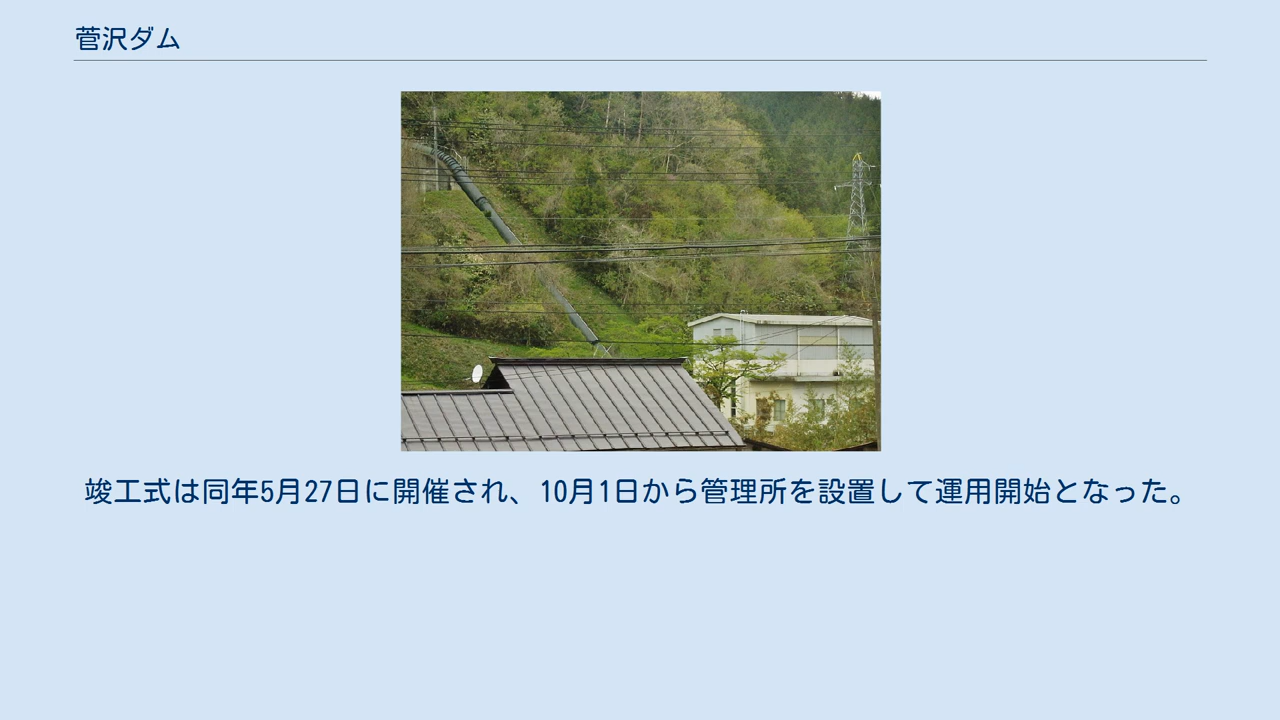 菅沢ダム
竣工式は同年5月27日に開催され、10月1日から管理所を設置して運用開始となった。